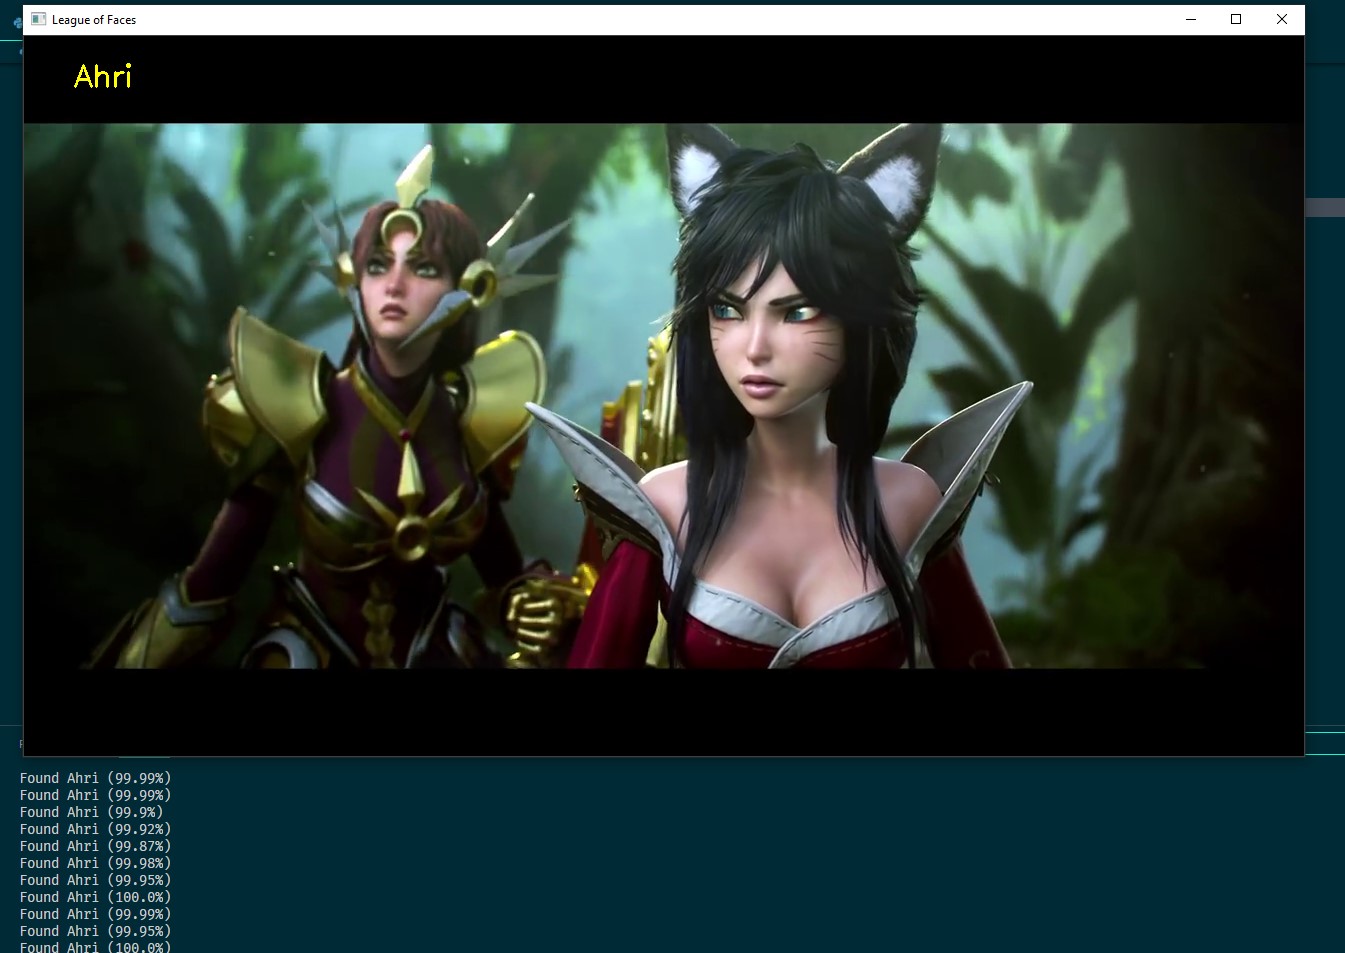 League of Faces
Ahri
Found Ahri (99.99%)
Found Ahri (99.99%)
Found Ahri (99.9%)
Found Ahri (99.92%)
Found Ahri (99.87%)
Found Ahri (99.98%)
Found Ahri (99.95%)
Found Ahri (100.0%)
Found Ahri (99.99%)
Found Ahri (99.95%)
Found Ahri (100.0%)